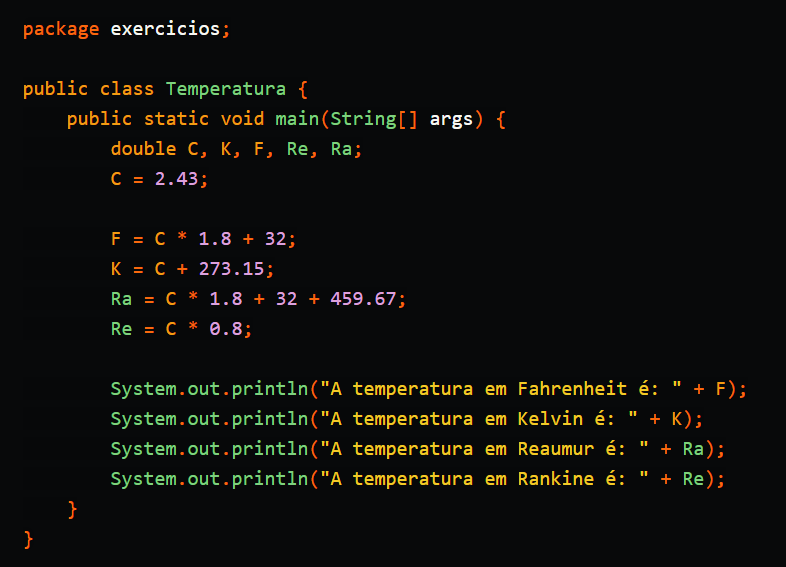 package exercicios;

public class Temperatura {
    public static void main(String[] args) {
        double C, K, F, Re, Ra;
        C = 2.43;

        F = C * 1.8 + 32;
        K = C + 273.15;
        Ra = C * 1.8 + 32 + 459.67;
        Re = C * 0.8;

        System.out.println("A temperatura em Fahrenheit é: " + F);
        System.out.println("A temperatura em Kelvin é: " + K);
        System.out.println("A temperatura em Reaumur é: " + Ra);
        System.out.println("A temperatura em Rankine é: " + Re);
    }
}